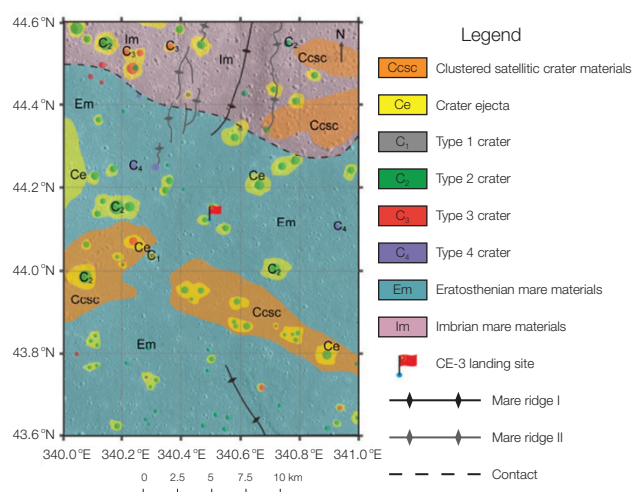 44.6 °N
44.4 °N
44.2 °N
44.0 °N
43.8 °N
43.6 °N
340.0 °E
340.2 °E
340.4 °E
340.6 °E
341.0 °E
0 2.5 5 7.5 10 km
N
C₂
Im
C₃
C₁
Im
C₂
Ccsc
Em
Ccsc
C₄
Ce
Ce
C₂
Em
C₄
Ce
C₁
C₂
C₂
Ccsc
Ccsc
Em
Ce
Legend
Ccsc Clustered satellitic crater materials
Ce Crater ejecta
C₁ Type 1 crater
C₂ Type 2 crater
C₃ Type 3 crater
C₄ Type 4 crater
Em Eratosthenian mare materials
Im Imbrian mare materials
CE-3 landing site
Mare ridge I
Mare ridge II
Contact